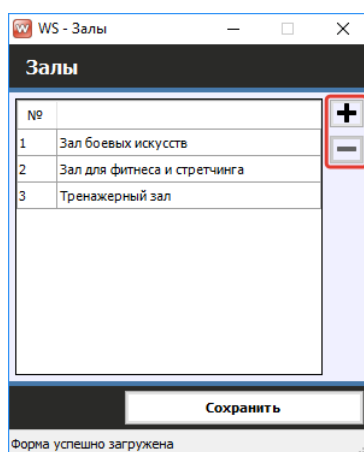 WS - Залы
Залы
№
1 Зал боевых искусств
2 Зал для фитнеса и стретчинга
3 Тренажерный зал
Сохранить
Форма успешно загружена